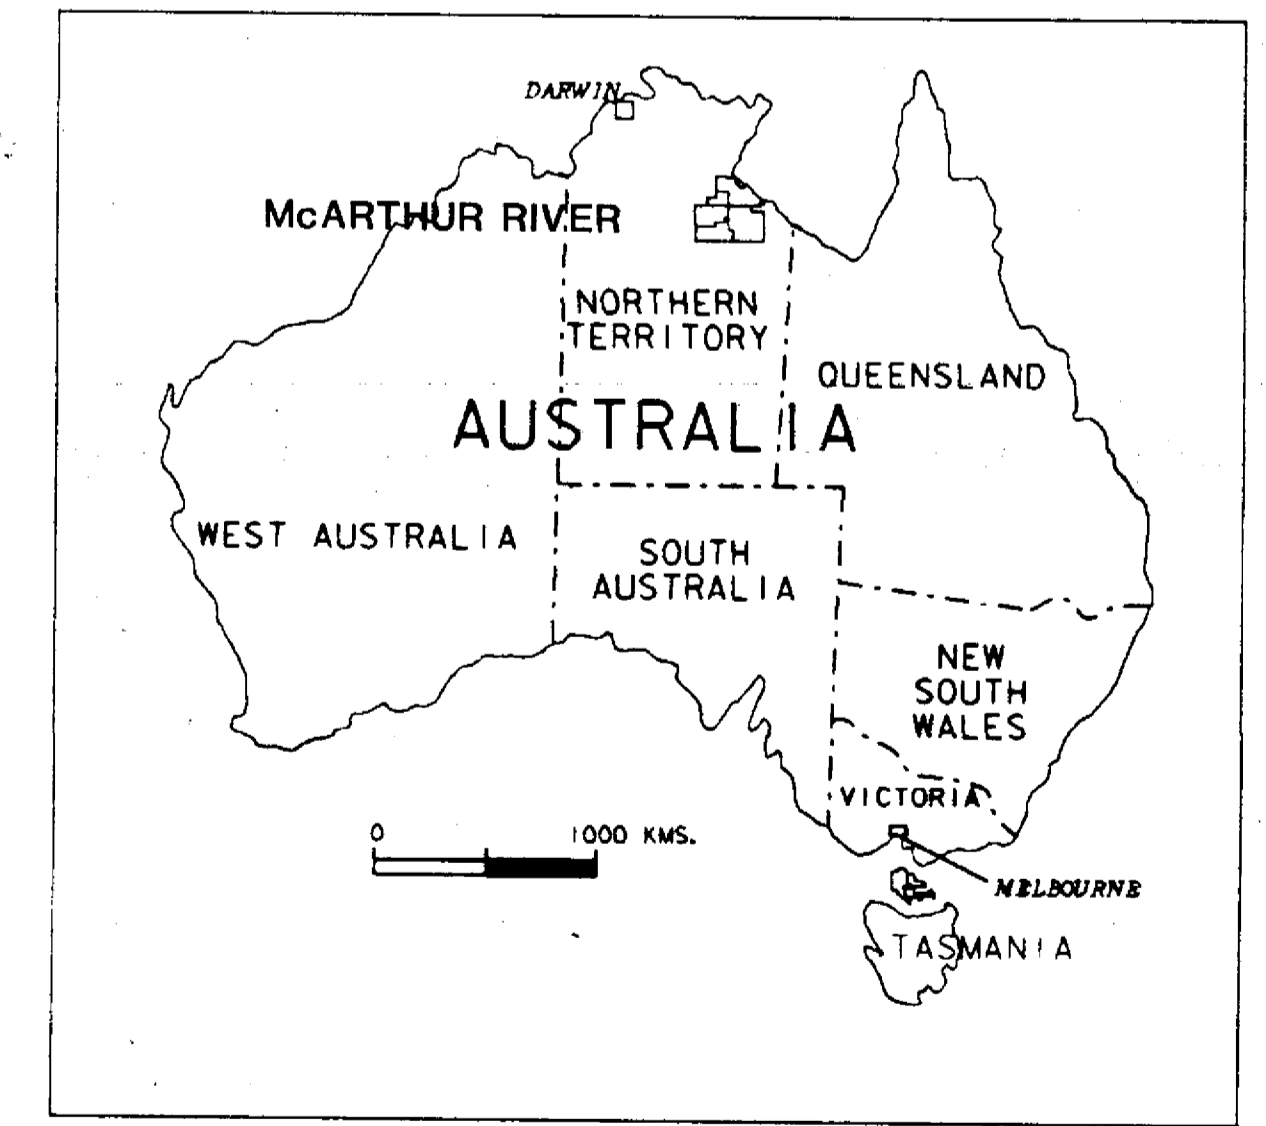 DARWIN
McARTHUR RIVER
NORTHERN
TERRITORY
QUEENSLAND
AUSTRALIA
WEST AUSTRALIA
SOUTH
AUSTRALIA
NEW
SOUTH
WALES
VICTORIA
0 1000 KMS.
MELBOURNE
TASMANIA